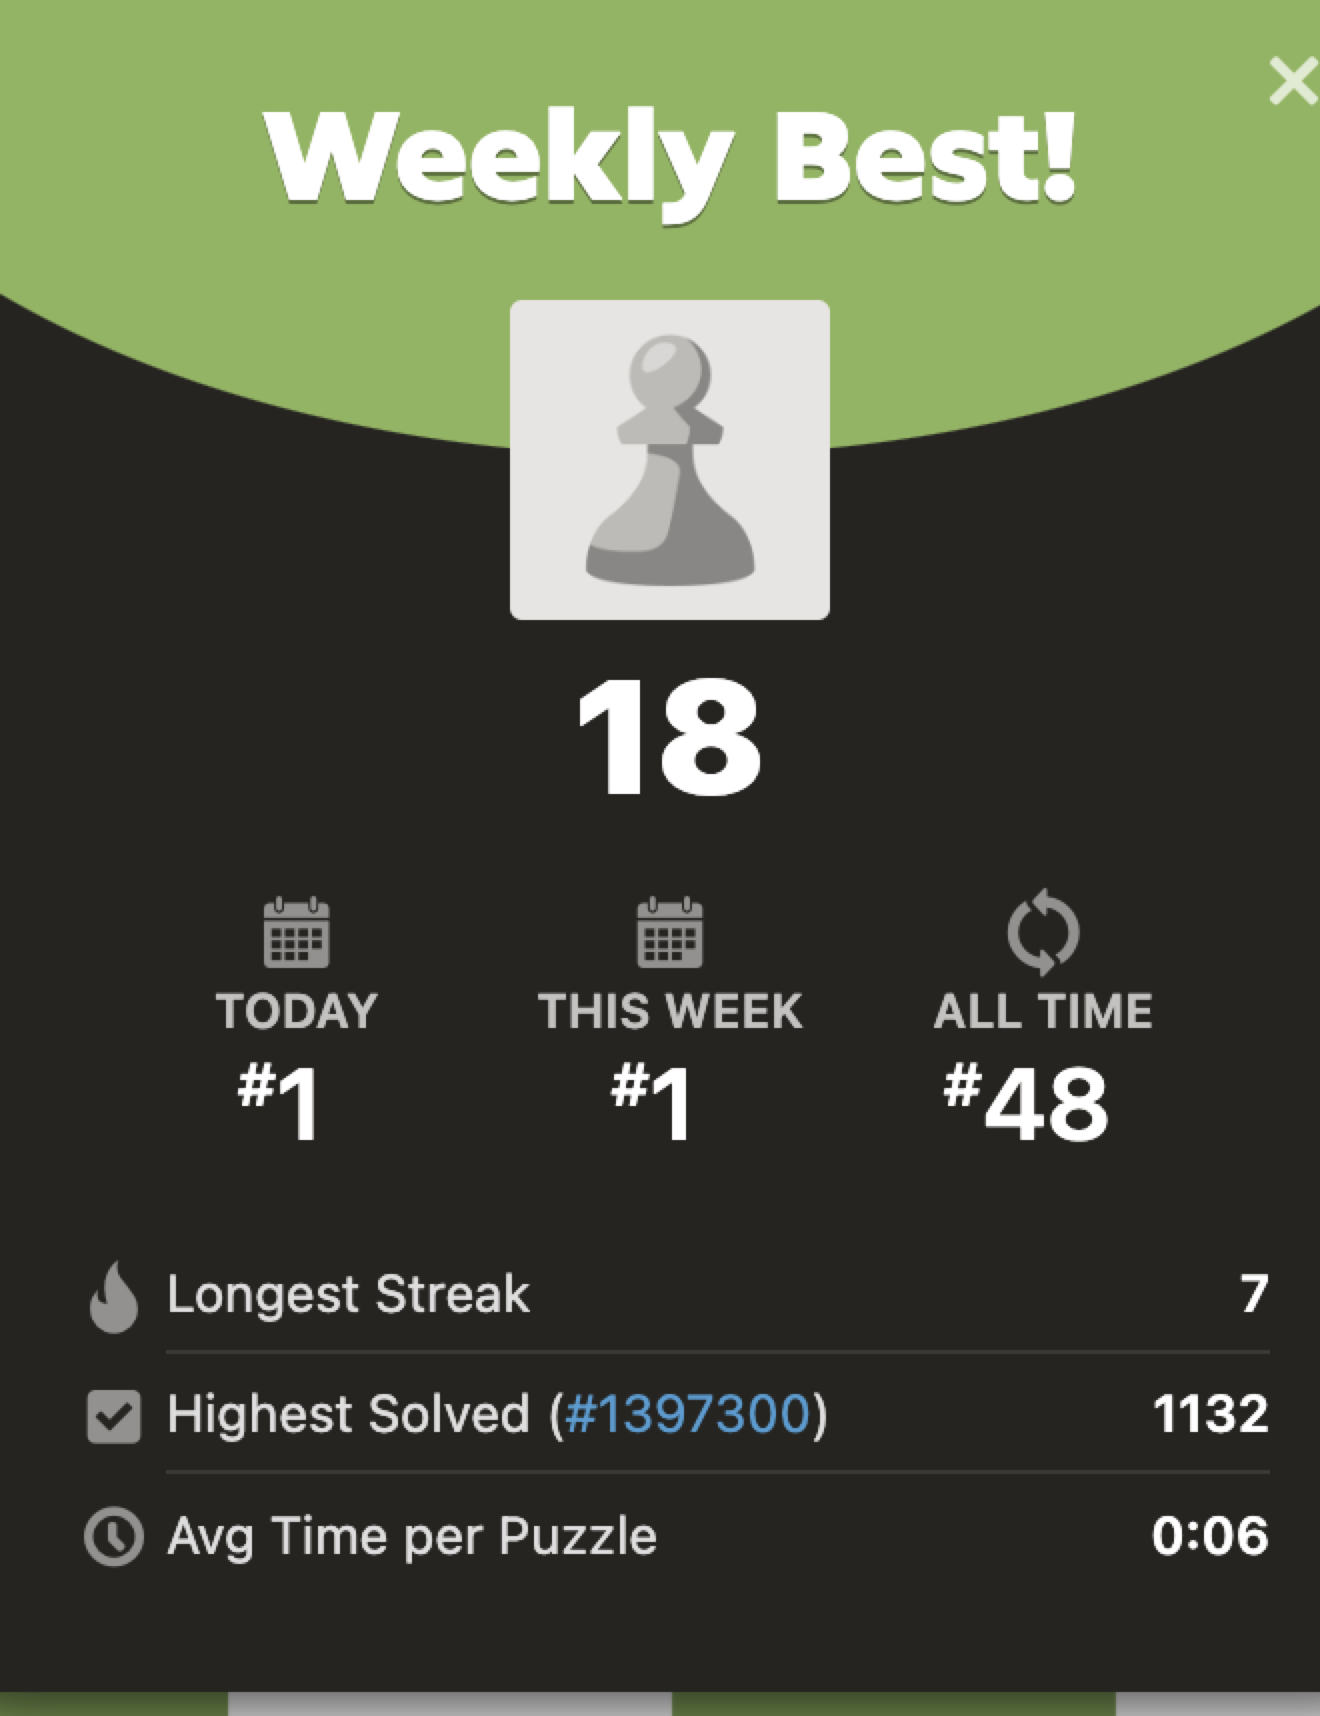 Weekly Best!
18
TODAY
THIS WEEK
ALL TIME
#1
#1
#48
Longest Streak 7
Highest Solved (#1397300) 1132
Avg Time per Puzzle 0:06